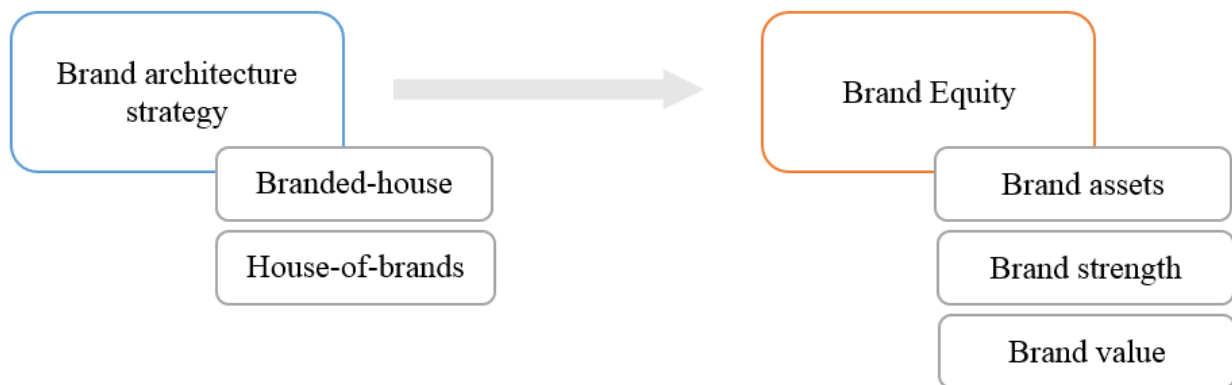 Brand architecture
strategy
Branded-house
House-of-brands
Brand Equity
Brand assets
Brand strength
Brand value